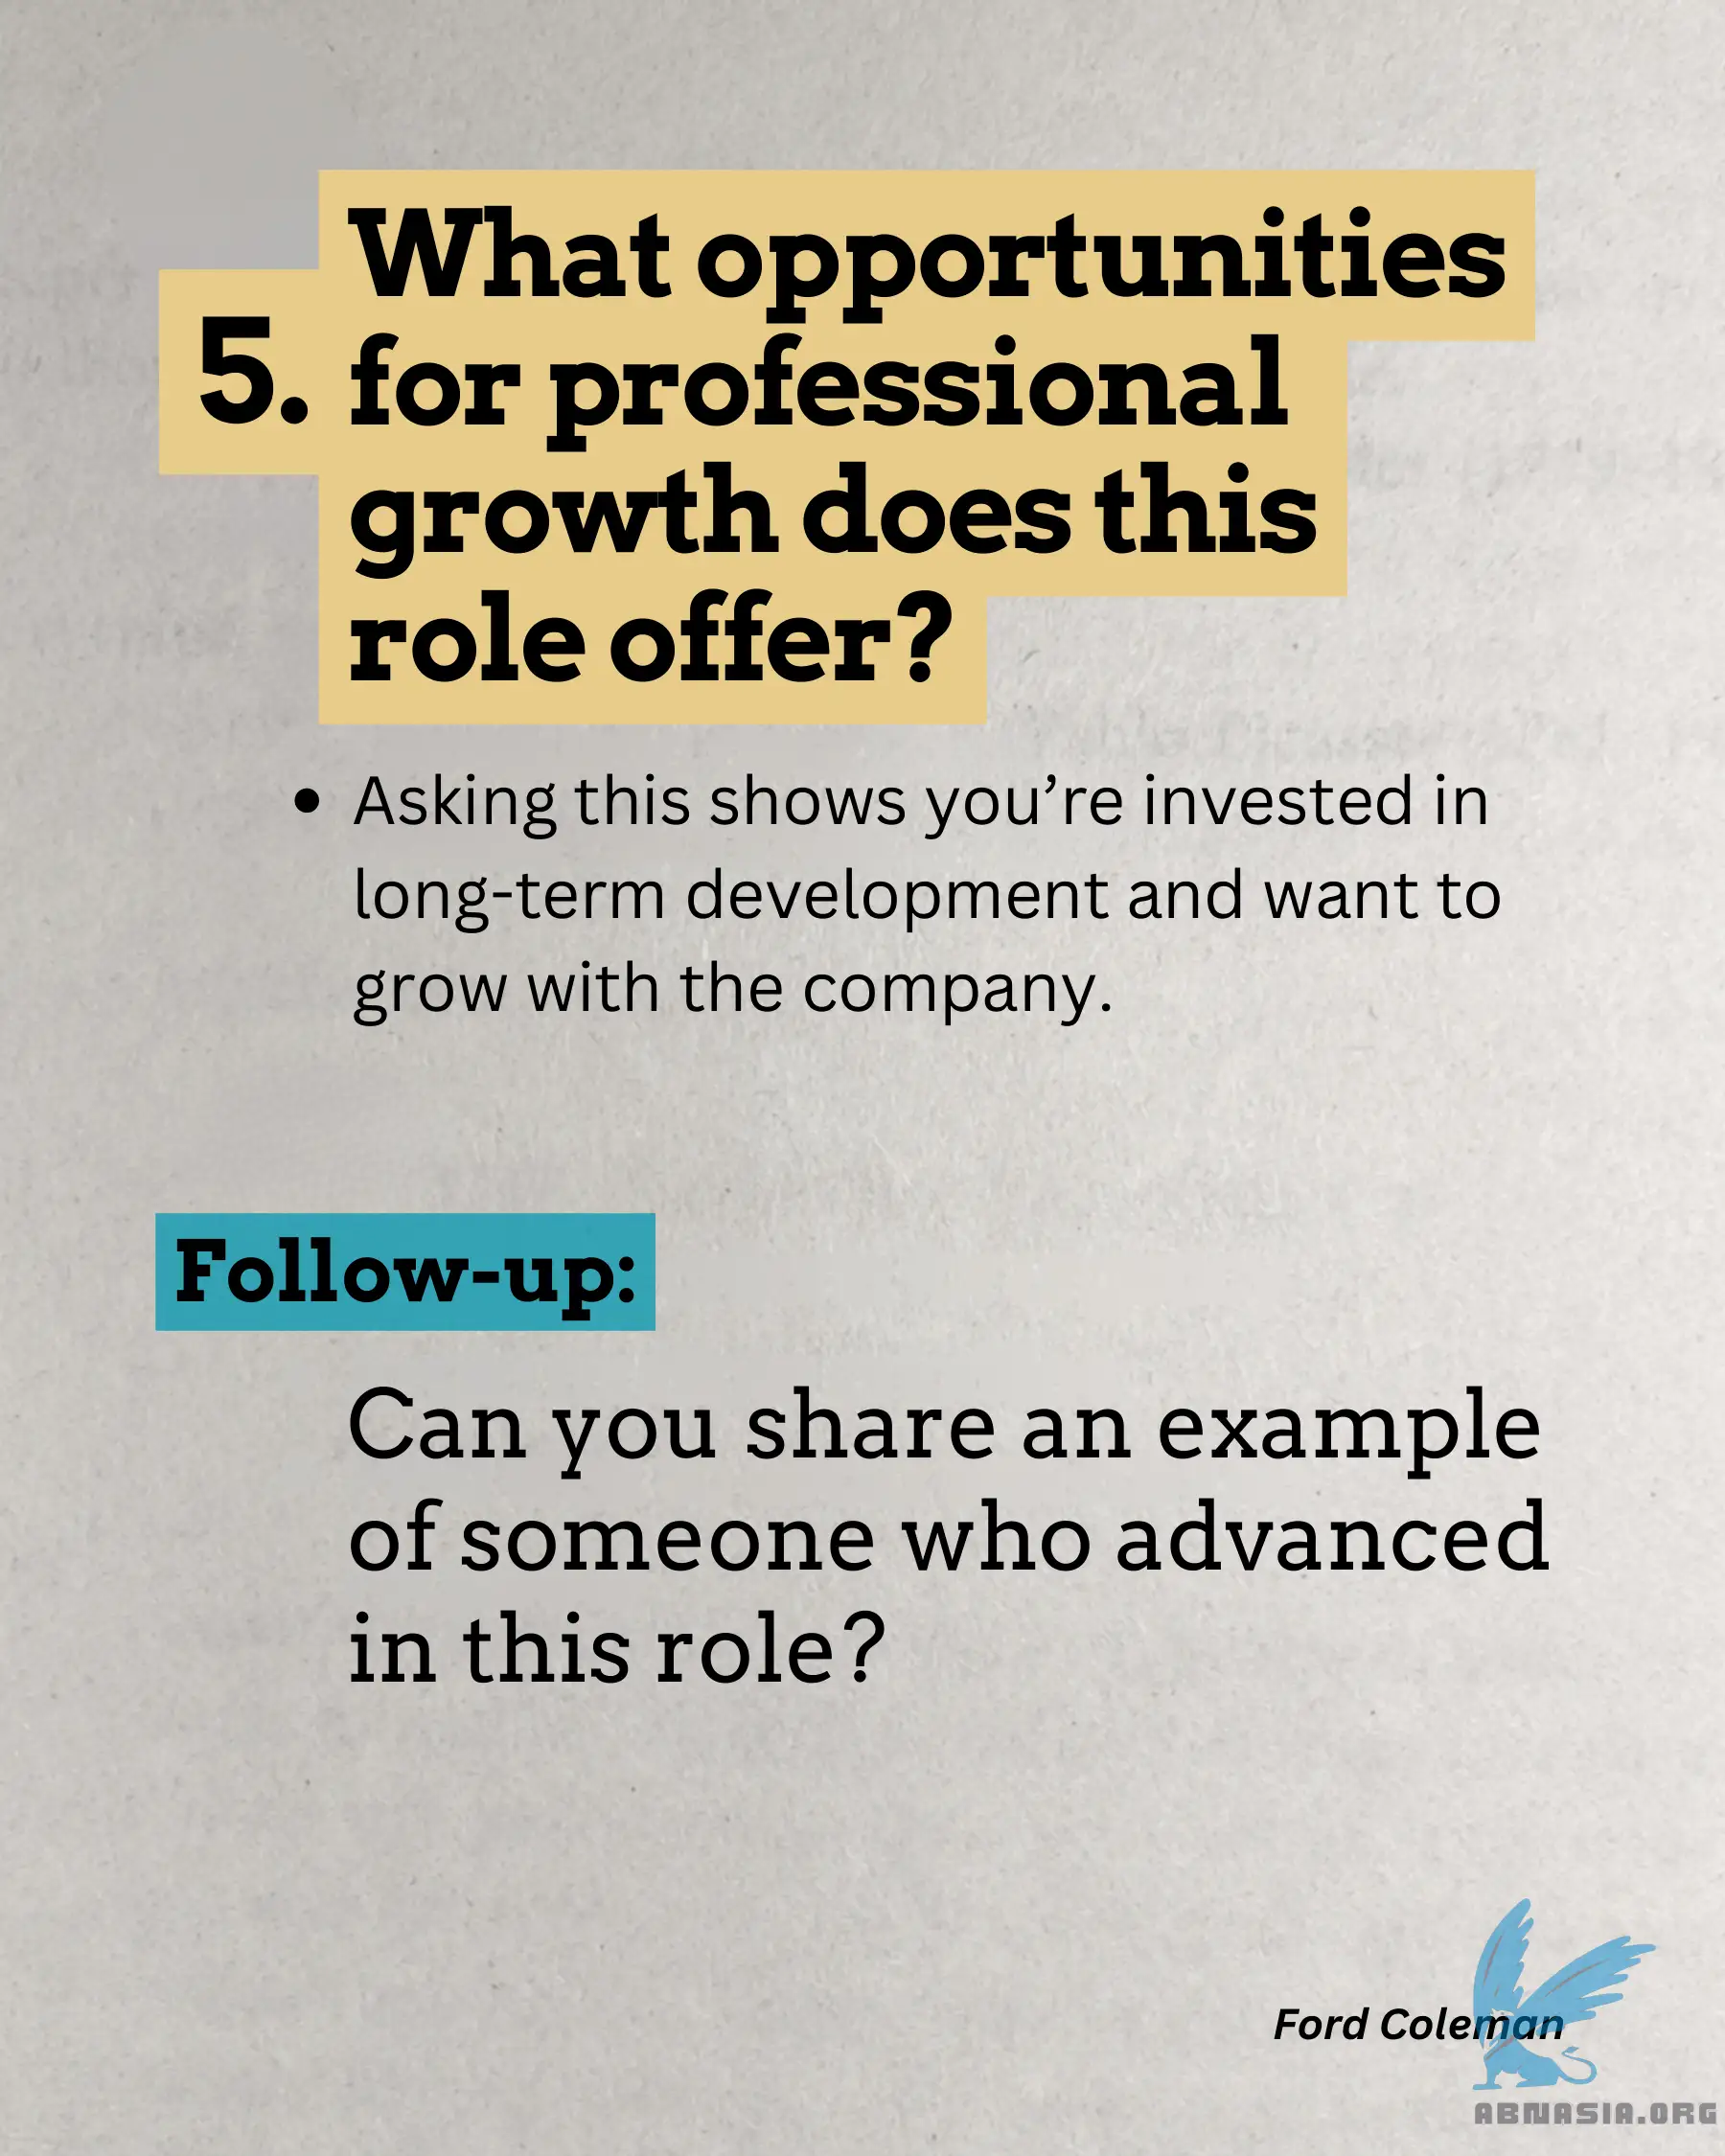 What opportunities
5. for professional
growth does this
role offer?
• Asking this shows you’re invested in
long-term development and want to
grow with the company.
Follow-up:
Can you share an example
of someone who advanced
in this role?
Ford Coleman
ABNASIA.ORG